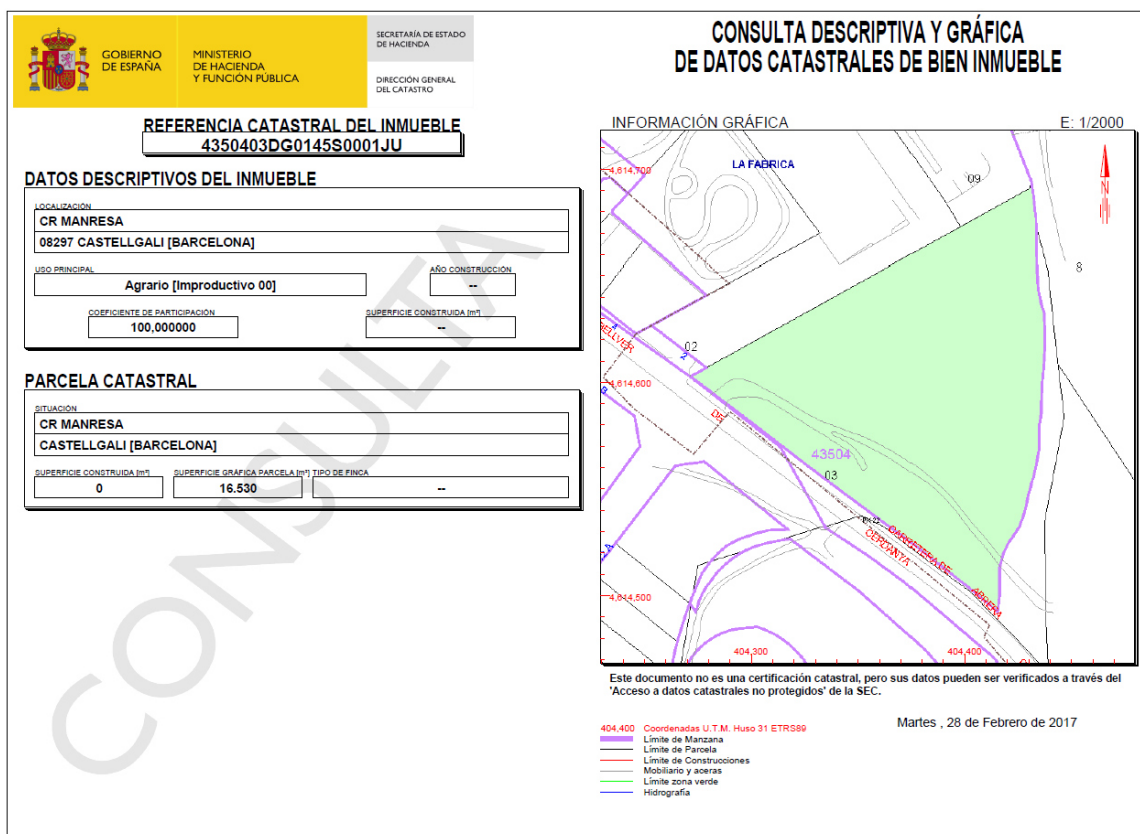 GOBIERNO
DE ESPAÑA
MINISTERIO
DE HACIENDA
Y FUNCIÓN PÚBLICA
SECRETARÍA DE ESTADO
DE HACIENDA
DIRECCIÓN GENERAL
DEL CATASTRO
CONSULTA DESCRIPTIVA Y GRÁFICA
DE DATOS CATASTRALES DE BIEN INMUEBLE
REFERENCIA CATASTRAL DEL INMUEBLE
4350403DG0145S0001JU
DATOS DESCRIPTIVOS DEL INMUEBLE
LOCALIZACIÓN
CR MANRESA
08297 CASTELLGALI [BARCELONA]
USO PRINCIPAL
Agrario [Improductivo 00]
AÑO CONSTRUCCIÓN
--
COEFICIENTE DE PARTICIPACIÓN
100,000000
SUPERFICIE CONSTRUIDA [m²]
--
PARCELA CATASTRAL
SITUACIÓN
CR MANRESA
CASTELLGALI [BARCELONA]
SUPERFICIE CONSTRUIDA [m²]
0
SUPERFICIE GRÁFICA PARCELA [m²]
16.530
TIPO DE FINCA
--
CONSULTA
INFORMACIÓN GRÁFICA
E: 1/2000
LA FABRICA
4,614,700
09
N
8
02
4
2
4,614,600
DE
43504
03
CARRETERA DE
ABRERA
CERDANYA
4,614,500
404,300
404,400
Este documento no es una certificación catastral, pero sus datos pueden ser verificados a través del
'Acceso a datos catastrales no protegidos' de la SEC.
Martes , 28 de Febrero de 2017
404,400 Coordenadas U.T.M. Huso 31 ETRS89
Límite de Manzana
Límite de Parcela
Límite de Construcciones
Mobiliario y aceras
Límite zona verde
Hidrografía